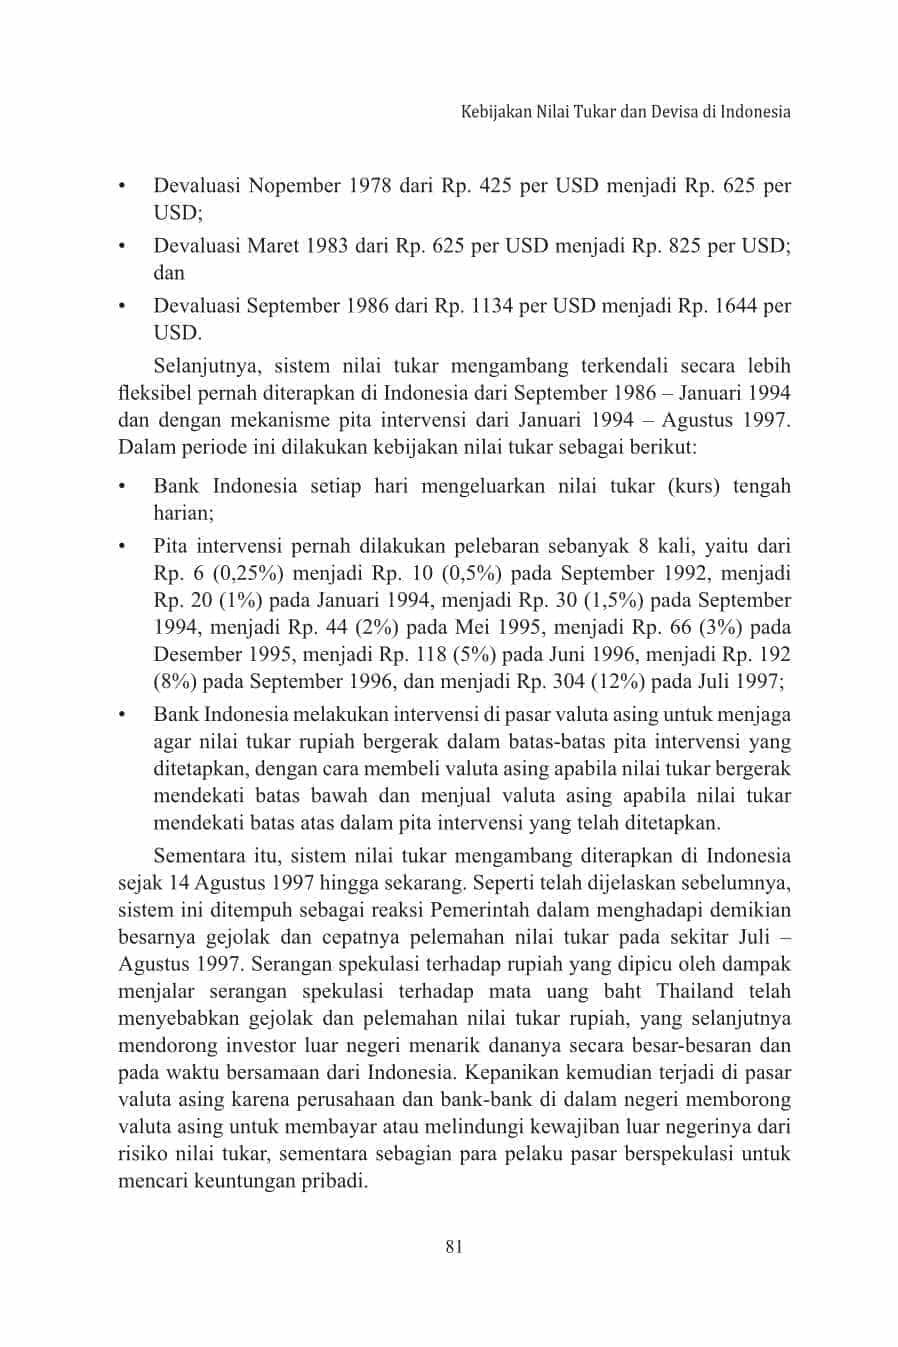 Kebijakan Nilai Tukar dan Devisa di Indonesia
• Devaluasi Nopember 1978 dari Rp. 425 per USD menjadi Rp. 625 per
USD;
• Devaluasi Maret 1983 dari Rp. 625 per USD menjadi Rp. 825 per USD;
dan
• Devaluasi September 1986 dari Rp. 1134 per USD menjadi Rp. 1644 per
USD.
Selanjutnya, sistem nilai tukar mengambang terkendali secara lebih
fleksibel pernah diterapkan di Indonesia dari September 1986 – Januari 1994
dan dengan mekanisme pita intervensi dari Januari 1994 – Agustus 1997.
Dalam periode ini dilakukan kebijakan nilai tukar sebagai berikut:
• Bank Indonesia setiap hari mengeluarkan nilai tukar (kurs) tengah
harian;
• Pita intervensi pernah dilakukan pelebaran sebanyak 8 kali, yaitu dari
Rp. 6 (0,25%) menjadi Rp. 10 (0,5%) pada September 1992, menjadi
Rp. 20 (1%) pada Januari 1994, menjadi Rp. 30 (1,5%) pada September
1994, menjadi Rp. 44 (2%) pada Mei 1995, menjadi Rp. 66 (3%) pada
Desember 1995, menjadi Rp. 118 (5%) pada Juni 1996, menjadi Rp. 192
(8%) pada September 1996, dan menjadi Rp. 304 (12%) pada Juli 1997;
• Bank Indonesia melakukan intervensi di pasar valuta asing untuk menjaga
agar nilai tukar rupiah bergerak dalam batas-batas pita intervensi yang
ditetapkan, dengan cara membeli valuta asing apabila nilai tukar bergerak
mendekati batas bawah dan menjual valuta asing apabila nilai tukar
mendekati batas atas dalam pita intervensi yang telah ditetapkan.
Sementara itu, sistem nilai tukar mengambang diterapkan di Indonesia
sejak 14 Agustus 1997 hingga sekarang. Seperti telah dijelaskan sebelumnya,
sistem ini ditempuh sebagai reaksi Pemerintah dalam menghadapi demikian
besarnya gejolak dan cepatnya pelemahan nilai tukar pada sekitar Juli –
Agustus 1997. Serangan spekulasi terhadap rupiah yang dipicu oleh dampak
menjalar serangan spekulasi terhadap mata uang baht Thailand telah
menyebabkan gejolak dan pelemahan nilai tukar rupiah, yang selanjutnya
mendorong investor luar negeri menarik dananya secara besar-besaran dan
pada waktu bersamaan dari Indonesia. Kepanikan kemudian terjadi di pasar
valuta asing karena perusahaan dan bank-bank di dalam negeri memborong
valuta asing untuk membayar atau melindungi kewajiban luar negerinya dari
risiko nilai tukar, sementara sebagian para pelaku pasar berspekulasi untuk
mencari keuntungan pribadi.
81